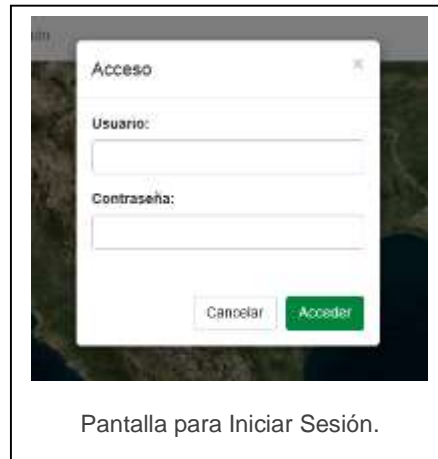 Acceso
×
Usuario:
Contraseña:
Cancelar Acceder
Pantalla para Iniciar Sesión.